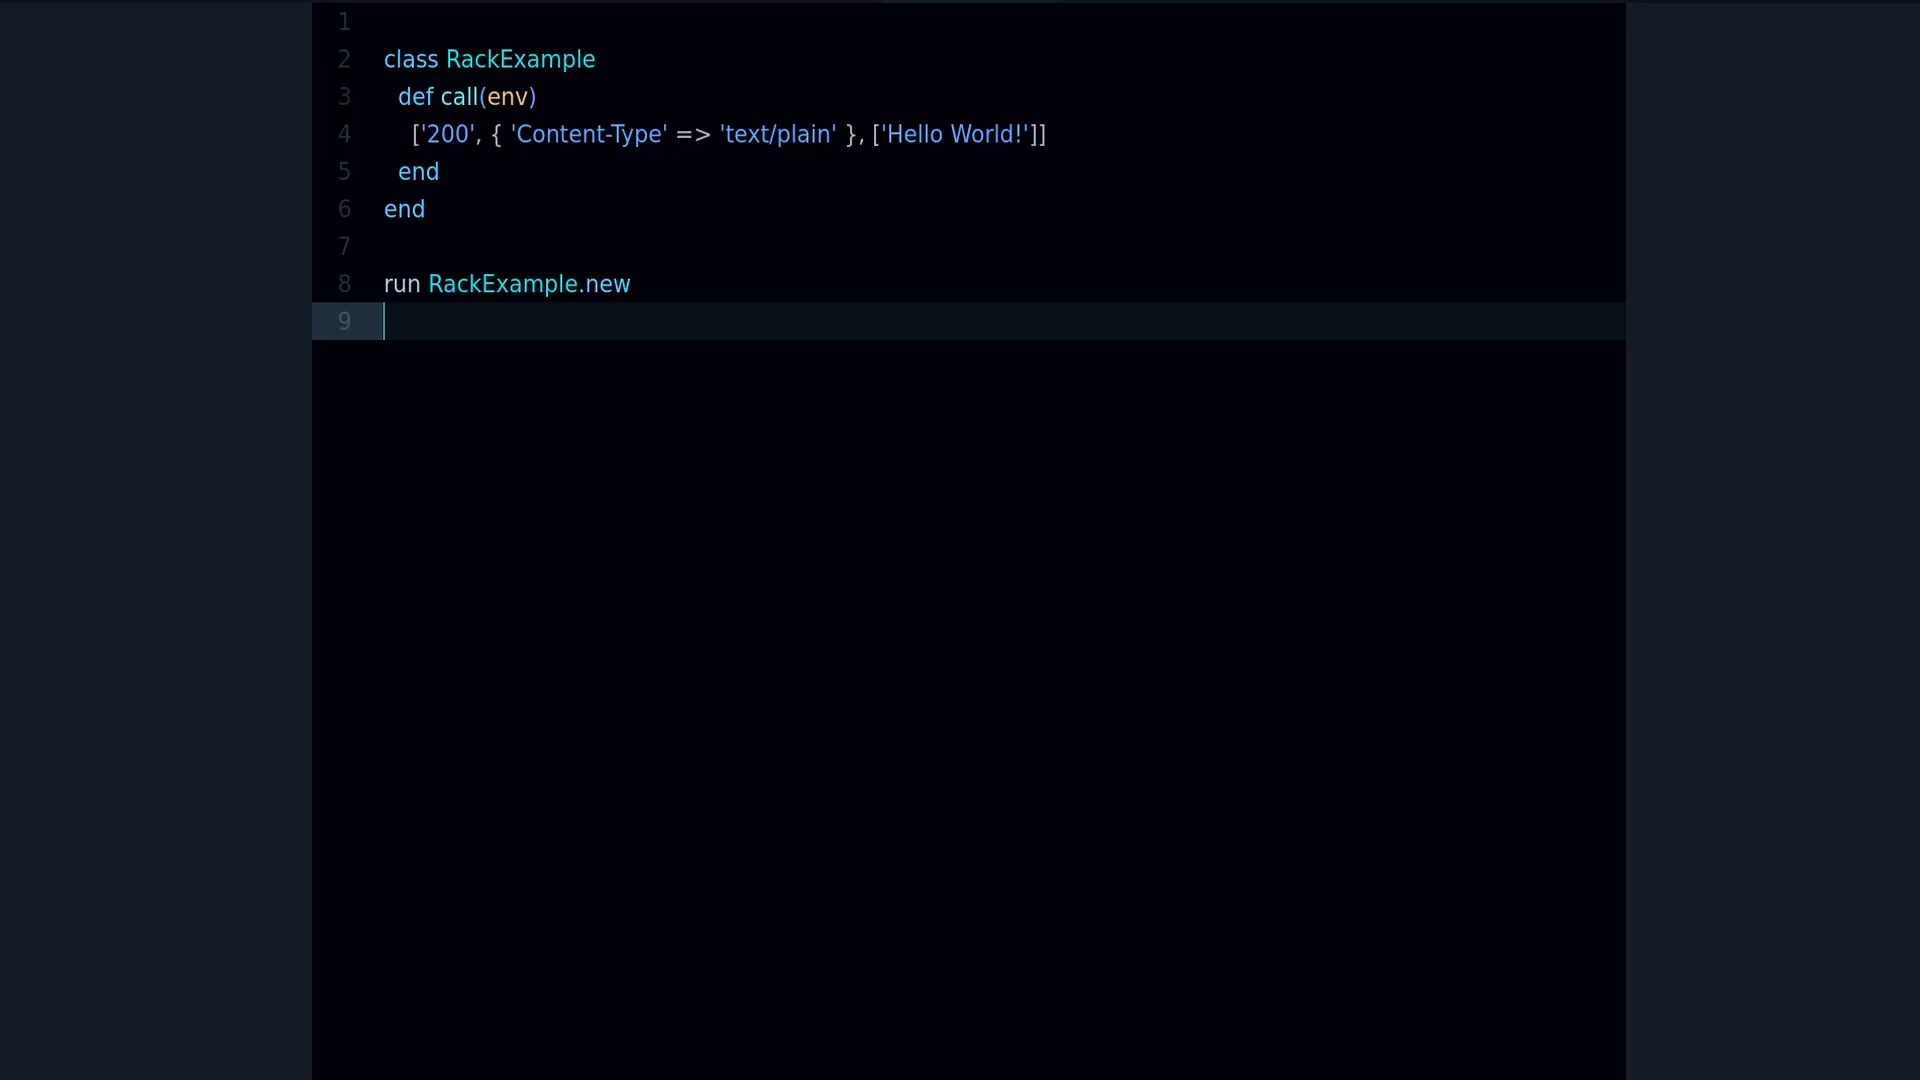 1
2 class RackExample
3   def call(env)
4     ['200', { 'Content-Type' => 'text/plain' }, ['Hello World!']]
5   end
6 end
7
8 run RackExample.new
9